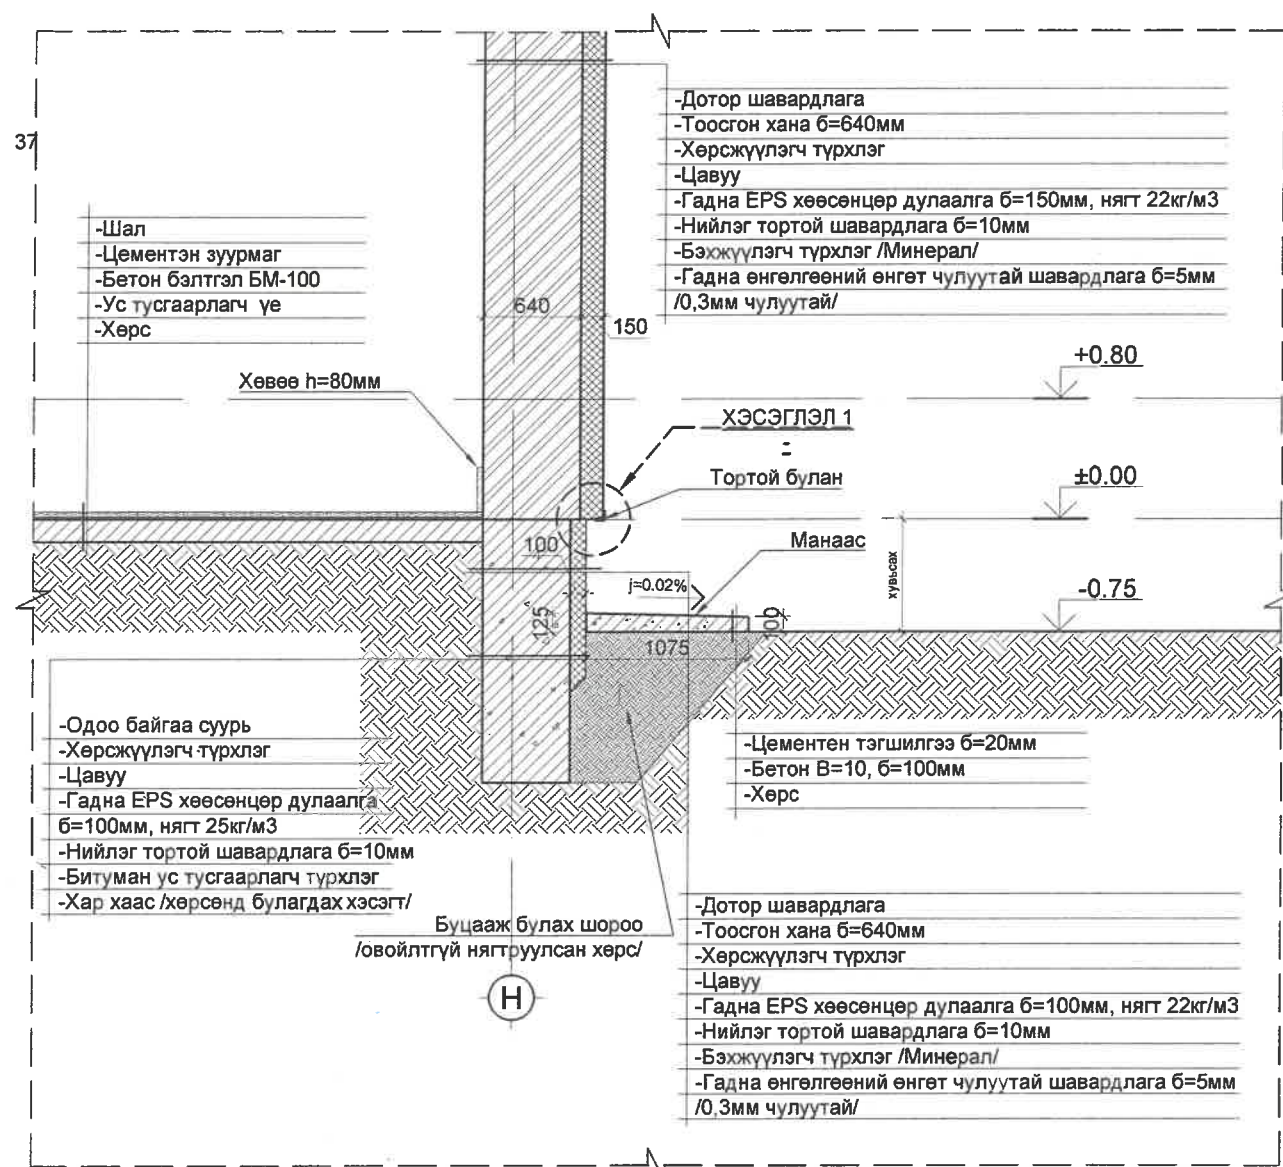 -Дотор шавардлага
-Тоосгон хана б=640мм
-Хөрсжүүлэгч түрхлэг
-Цавуу
-Гадна EPS хөөсөнцөр дулаалга б=150мм, нягт 22кг/м3
-Нийлэг тортой шавардлага б=10мм
-Бэхжүүлэгч түрхлэг /Минерал/
-Гадна өнгөлгөөний өнгөт чулуутай шавардлага б=5мм
/0,3мм чулуутай/
37
-Шал
-Цементэн зуурмаг
-Бетон бэлтгэл БМ-100
-Ус тусгаарлагч үе
-Хөрс
640
150
+0.80
Хөвөө h=80мм
ХЭСЭГЛЭЛ 1
Тортой булан
±0.00
Манаас
100
j=0.02%
хувьсах
-0.75
125
100
1075
-Одоо байгаа суурь
-Хөрсжүүлэгч түрхлэг
-Цавуу
-Гадна EPS хөөсөнцөр дулаалга
б=100мм, нягт 25кг/м3
-Нийлэг тортой шавардлага б=10мм
-Битуман ус тусгаарлагч түрхлэг
-Хар хаас /хөрсөнд булагдах хэсэгт/
-Цементен тэгшилгээ б=20мм
-Бетон В=10, б=100мм
-Хөрс
Буцааж булах шороо
/овойлтгүй нягтруулсан хөрс/
Н
-Дотор шавардлага
-Тоосгон хана б=640мм
-Хөрсжүүлэгч түрхлэг
-Цавуу
-Гадна EPS хөөсөнцөр дулаалга б=100мм, нягт 22кг/м3
-Нийлэг тортой шавардлага б=10мм
-Бэхжүүлэгч түрхлэг /Минерал/
-Гадна өнгөлгөөний өнгөт чулуутай шавардлага б=5мм
/0,3мм чулуутай/